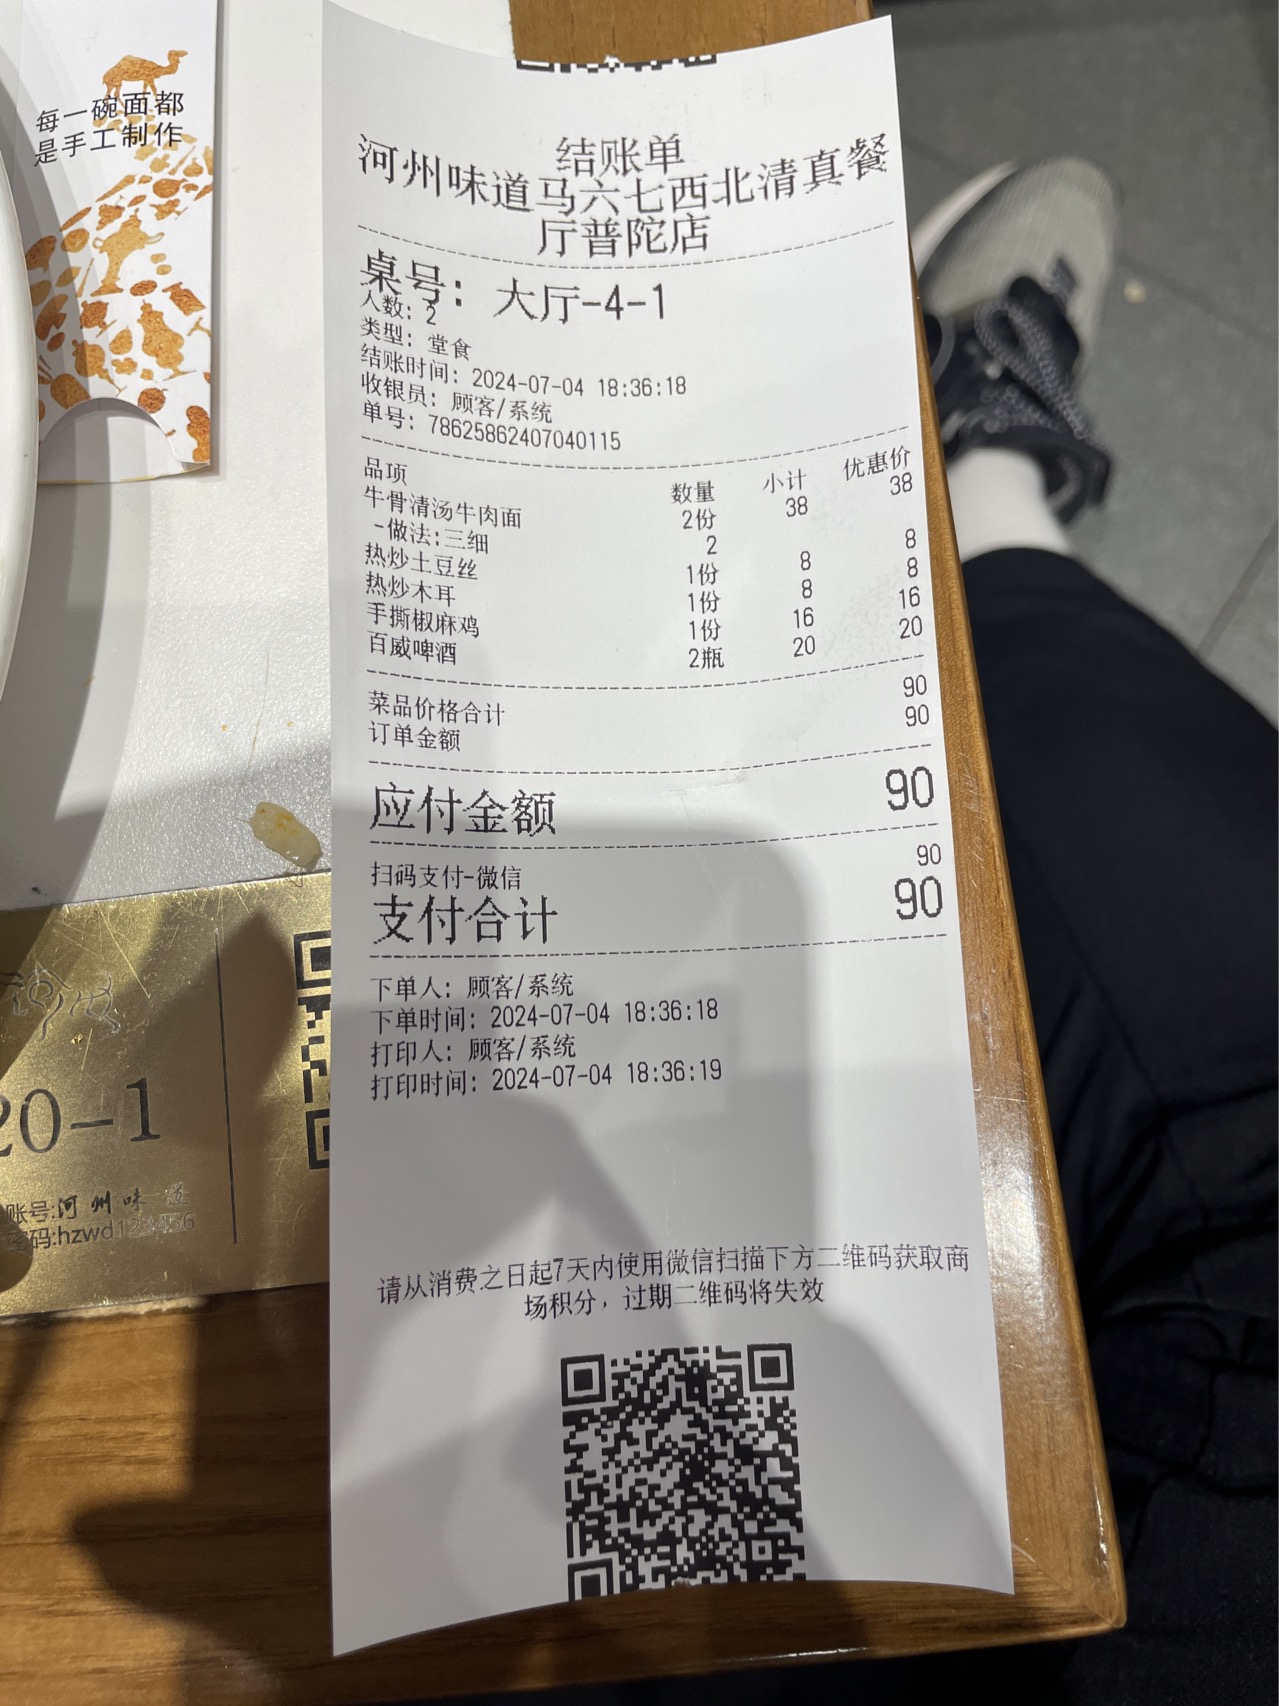 每一碗面都
是手工制作
结账单
河州味道马六七西北清真餐
厅普陀店
桌号: 大厅-4-1
人数: 2
类型: 堂食
结账时间: 2024-07-04 18:36:18
收银员: 顾客/系统
单号: 78625862407040115
品项 数量 小计 优惠价
牛骨清汤牛肉面 2份 38 38
-做法:三细 2
热炒土豆丝 1份 8 8
热炒木耳 1份 8 8
手撕椒麻鸡 1份 16 16
百威啤酒 2瓶 20 20
菜品价格合计 90
订单金额 90
应付金额 90
扫码支付-微信 90
支付合计 90
下单人: 顾客/系统
下单时间: 2024-07-04 18:36:18
打印人: 顾客/系统
打印时间: 2024-07-04 18:36:19
请从消费之日起7天内使用微信扫描下方二维码获取商
场积分，过期二维码将失效
20-1
账号:河州味道
密码:hzwd123456